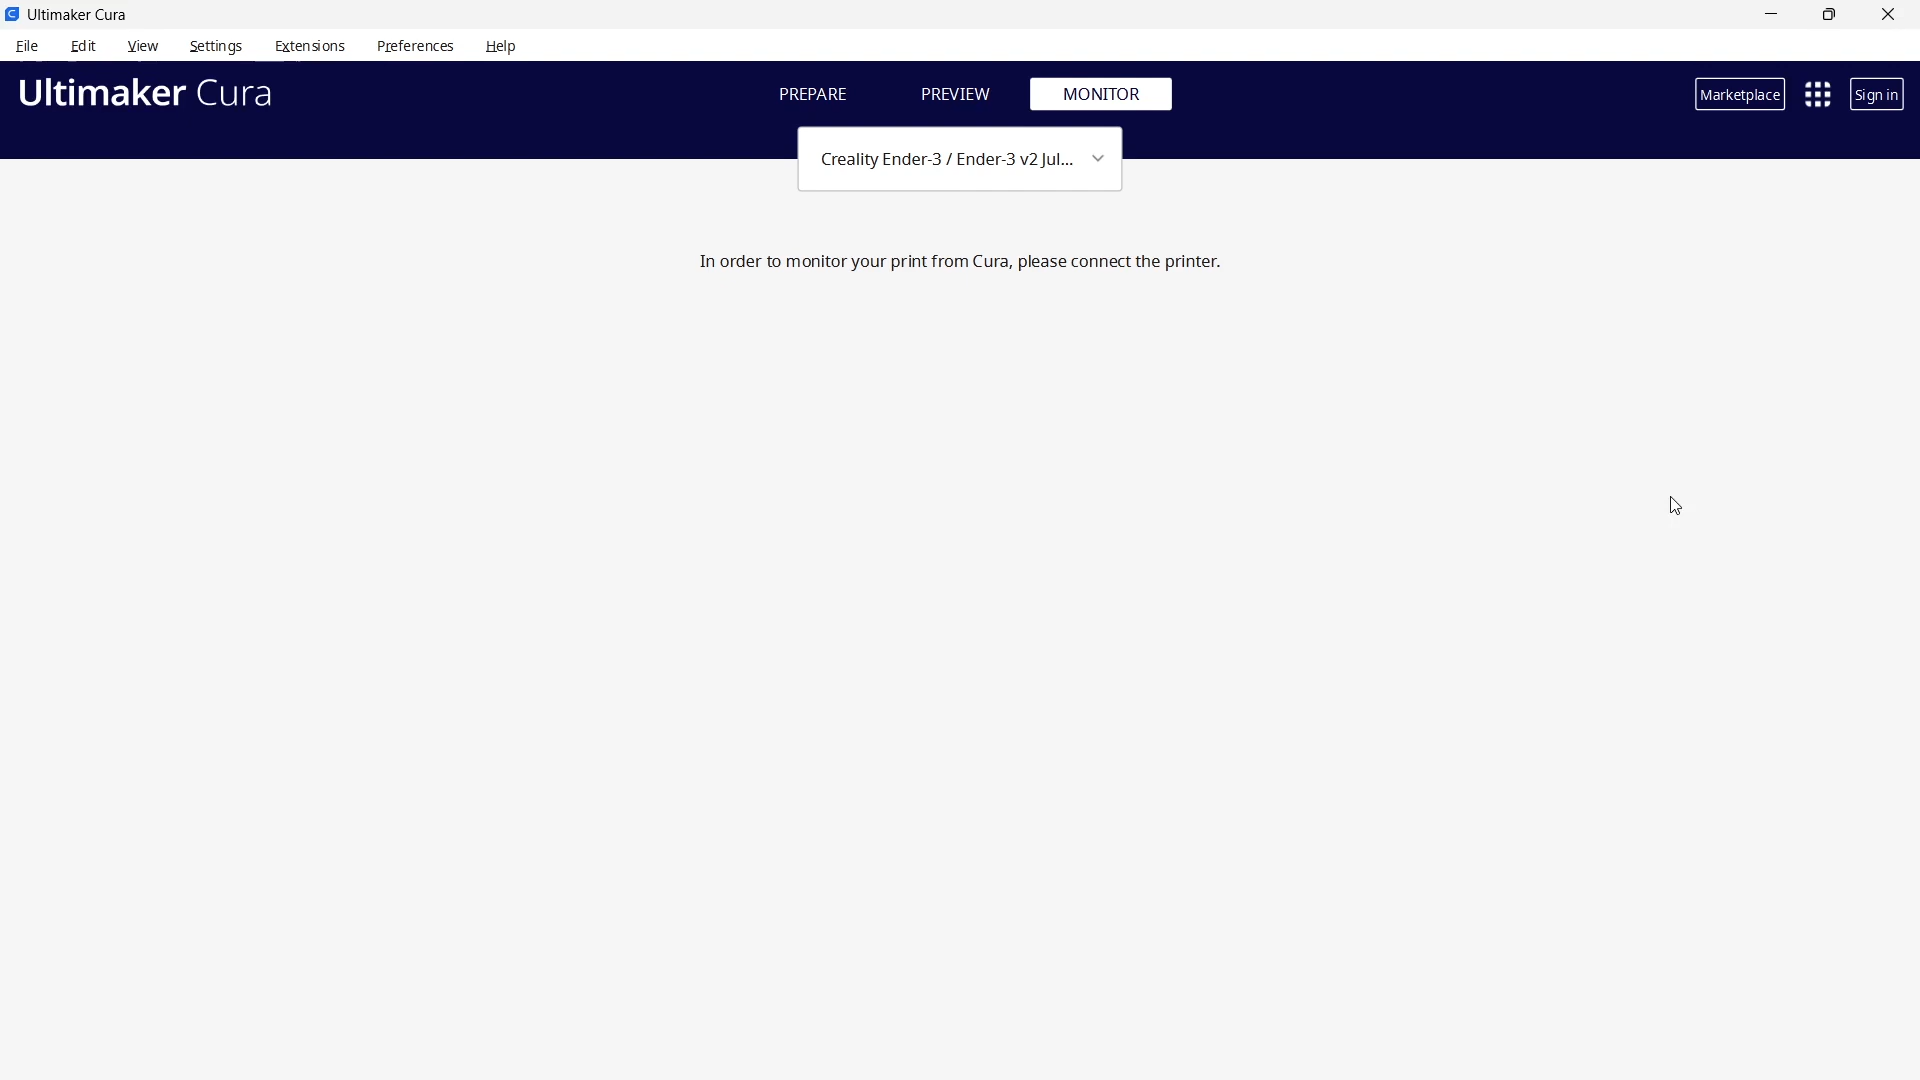 Ultimaker Cura
File Edit View Settings Extensions Preferences Help
Ultimaker Cura PREPARE PREVIEW MONITOR Marketplace Sign in
Creality Ender-3 / Ender-3 v2 Jul...
In order to monitor your print from Cura, please connect the printer.